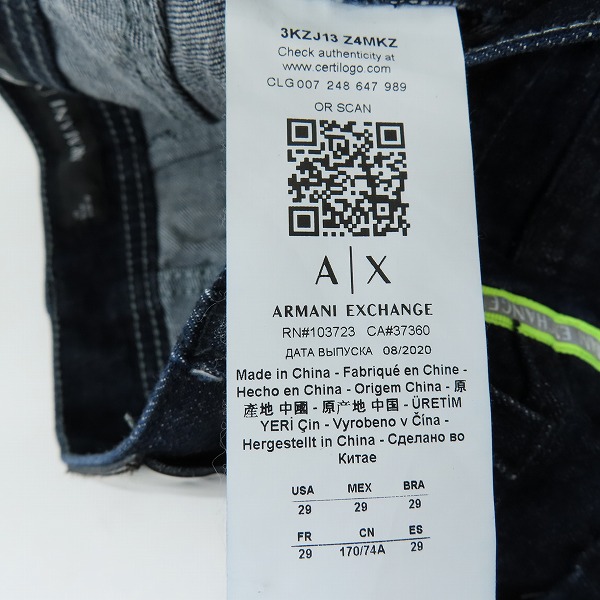 3KZJ13 Z4MKZ
Check authenticity at
www.certilogo.com
CLG 007 248 647 989
OR SCAN
A|X
ARMANI EXCHANGE
RN#103723 CA#37360
ДАТА ВЫПУСКА 08/2020
Made in China - Fabriqué en Chine -
Hecho en China - Origem China - 原
產地 中國 - 原产地 中国 - ÜRETİM
YERİ Çin - Vyrobeno v Čína -
Hergestellt in China - Сделано во
Китае
USA MEX BRA
29 29 29
FR CN ES
29 170/74A 29